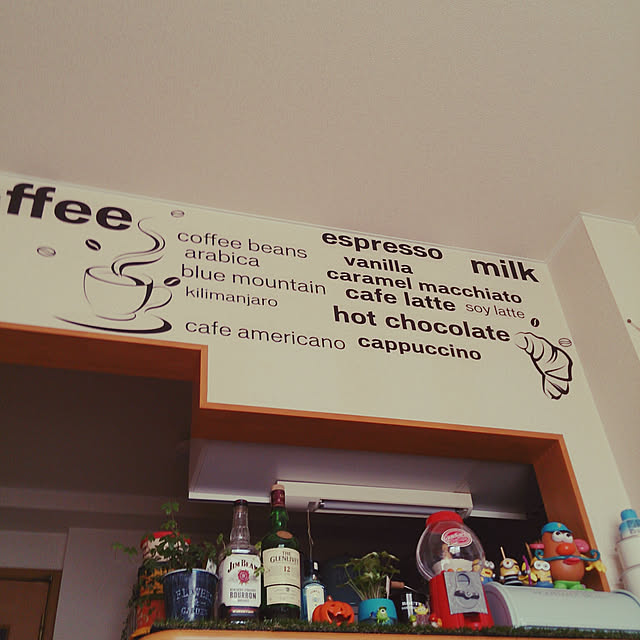 offee
coffee beans
arabica
blue mountain
kilimanjaro
cafe americano
espresso
vanilla
milk
caramel macchiato
cafe latte
soy latte
hot chocolate
cappuccino
JIM BEAM
BOURBON
THE
GLENLIVET
12